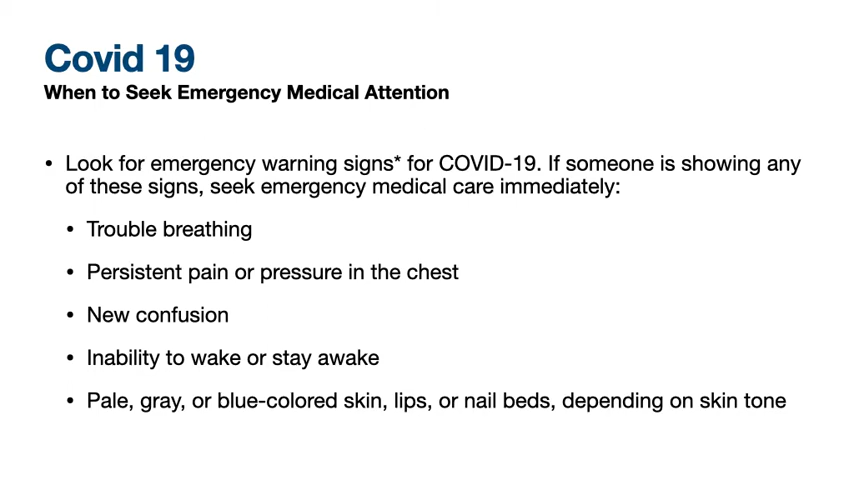 Covid 19
When to Seek Emergency Medical Attention
• Look for emergency warning signs* for COVID-19. If someone is showing any
of these signs, seek emergency medical care immediately:
• Trouble breathing
• Persistent pain or pressure in the chest
• New confusion
• Inability to wake or stay awake
• Pale, gray, or blue-colored skin, lips, or nail beds, depending on skin tone